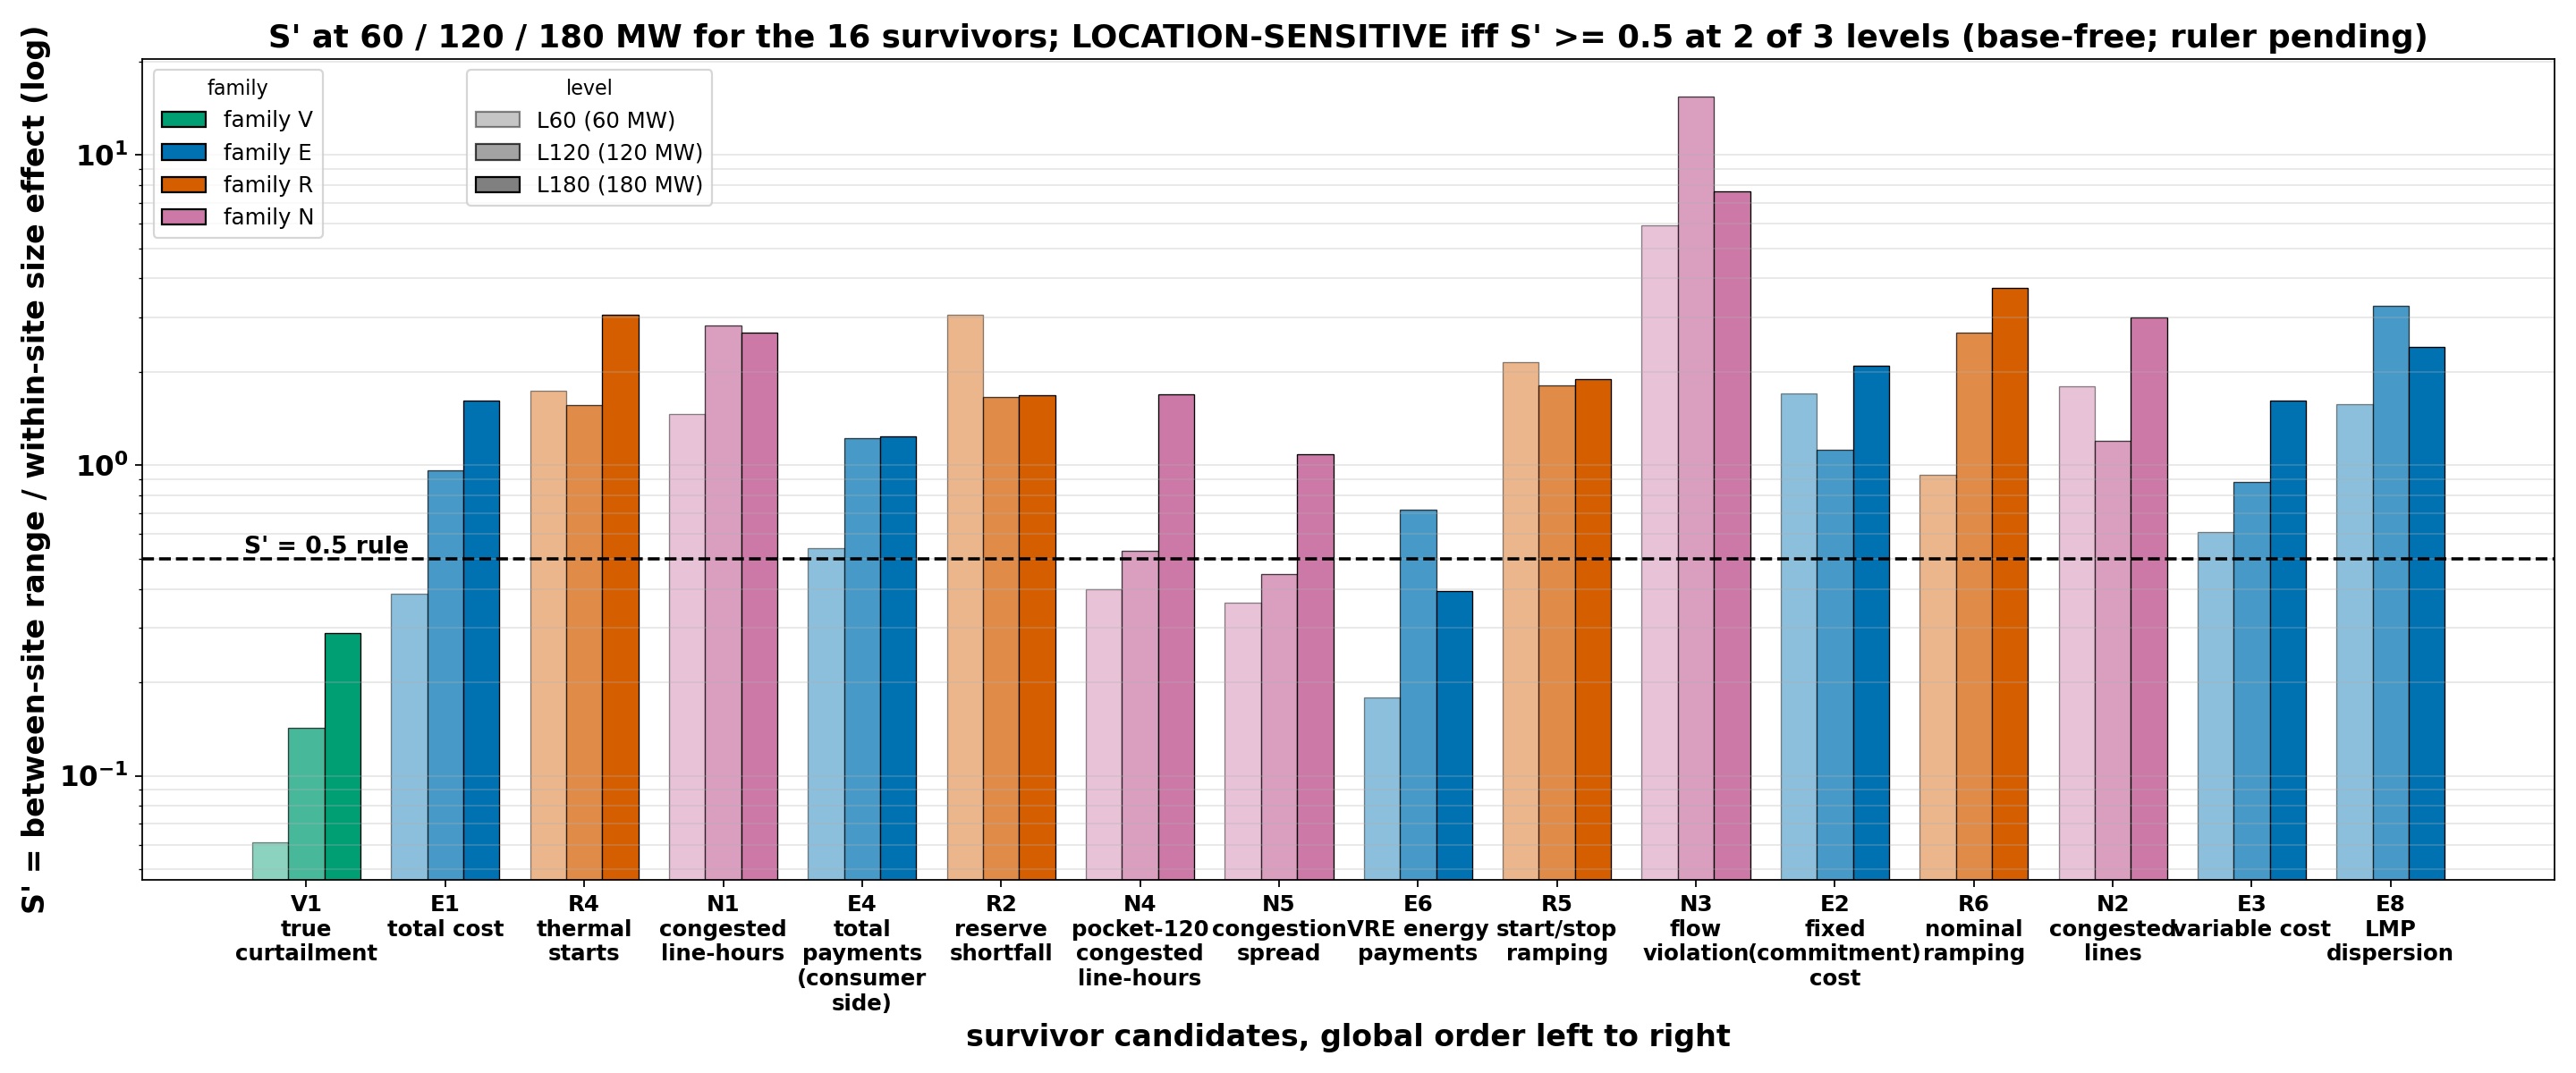 S' at 60 / 120 / 180 MW for the 16 survivors; LOCATION-SENSITIVE iff S' >= 0.5 at 2 of 3 levels (base-free; ruler pending)
S' = between-site range / within-site size effect (log)
family
family V
family E
family R
family N
level
L60 (60 MW)
L120 (120 MW)
L180 (180 MW)
10¹
10⁰
10⁻¹
S' = 0.5 rule
V1
true
curtailment
E1
total cost
R4
thermal
starts
N1
congested
line-hours
E4
total
payments
(consumer
side)
R2
reserve
shortfall
N4
pocket-120
congested
line-hours
N5
congestion
spread
E6
VRE energy
payments
R5
start/stop
ramping
N3
flow
violation
E2
fixed
(commitment)
cost
R6
nominal
ramping
N2
congested
lines
E3
variable cost
E8
LMP
dispersion
survivor candidates, global order left to right